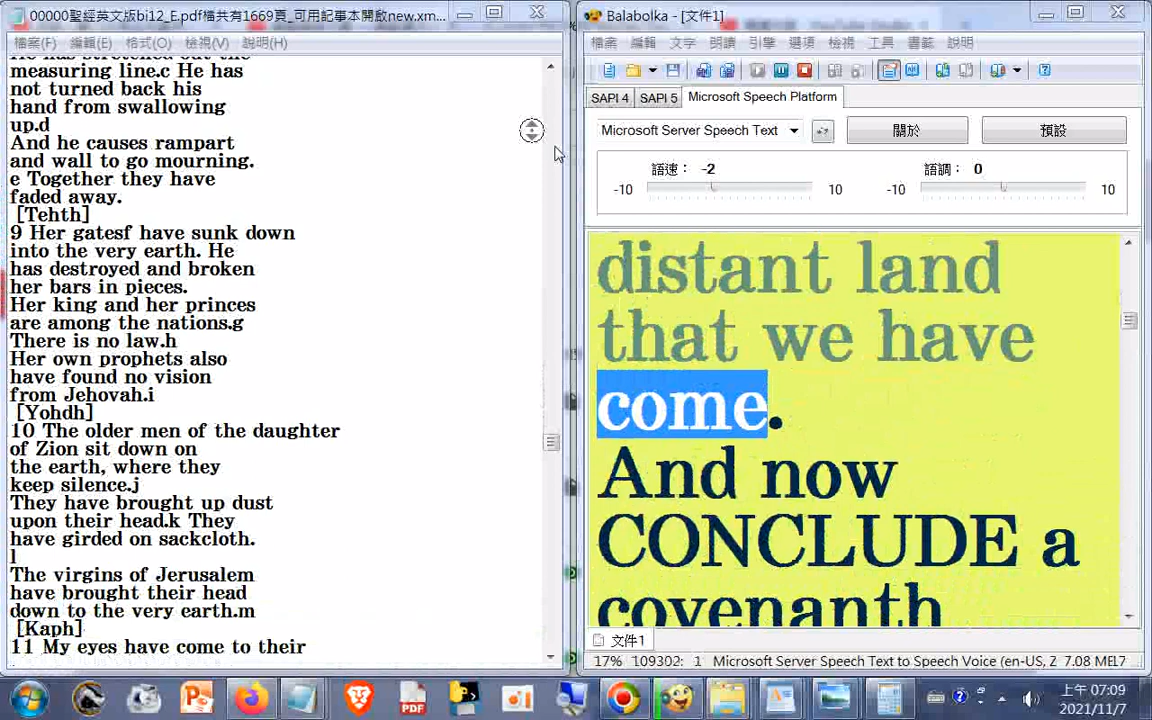 00000聖經英文版bi12_E.pdf檔共有1669頁_可用記事本開啟new.xm...
檔案(F) 編輯(E) 格式(O) 檢視(V) 說明(H)
He has stretched out the
measuring line.c He has
not turned back his
hand from swallowing
up.d
And he causes rampart
and wall to go mourning.
e Together they have
faded away.
[Tehth]
9 Her gatesf have sunk down
into the very earth. He
has destroyed and broken
her bars in pieces.
Her king and her princes
are among the nations.g
There is no law.h
Her own prophets also
have found no vision
from Jehovah.i
[Yohdh]
10 The older men of the daughter
of Zion sit down on
the earth, where they
keep silence.j
They have brought up dust
upon their head.k They
have girded on sackcloth.
l
The virgins of Jerusalem
have brought their head
down to the very earth.m
[Kaph]
11 My eyes have come to their
Balabolka - [文件1]
檔案 編輯 文字 朗讀 引擎 選項 檢視 工具 書籤 說明
SAPI 4 SAPI 5 Microsoft Speech Platform
Microsoft Server Speech Text 關於 預設
語速： -2 語調： 0
-10 10 -10 10
distant land
that we have
come.
And now
CONCLUDE a
covenanth
文件1
17% 109302: 1 Microsoft Server Speech Text to Speech Voice (en-US, Z 7.08 MEL7
上午 07:09
2021/11/7